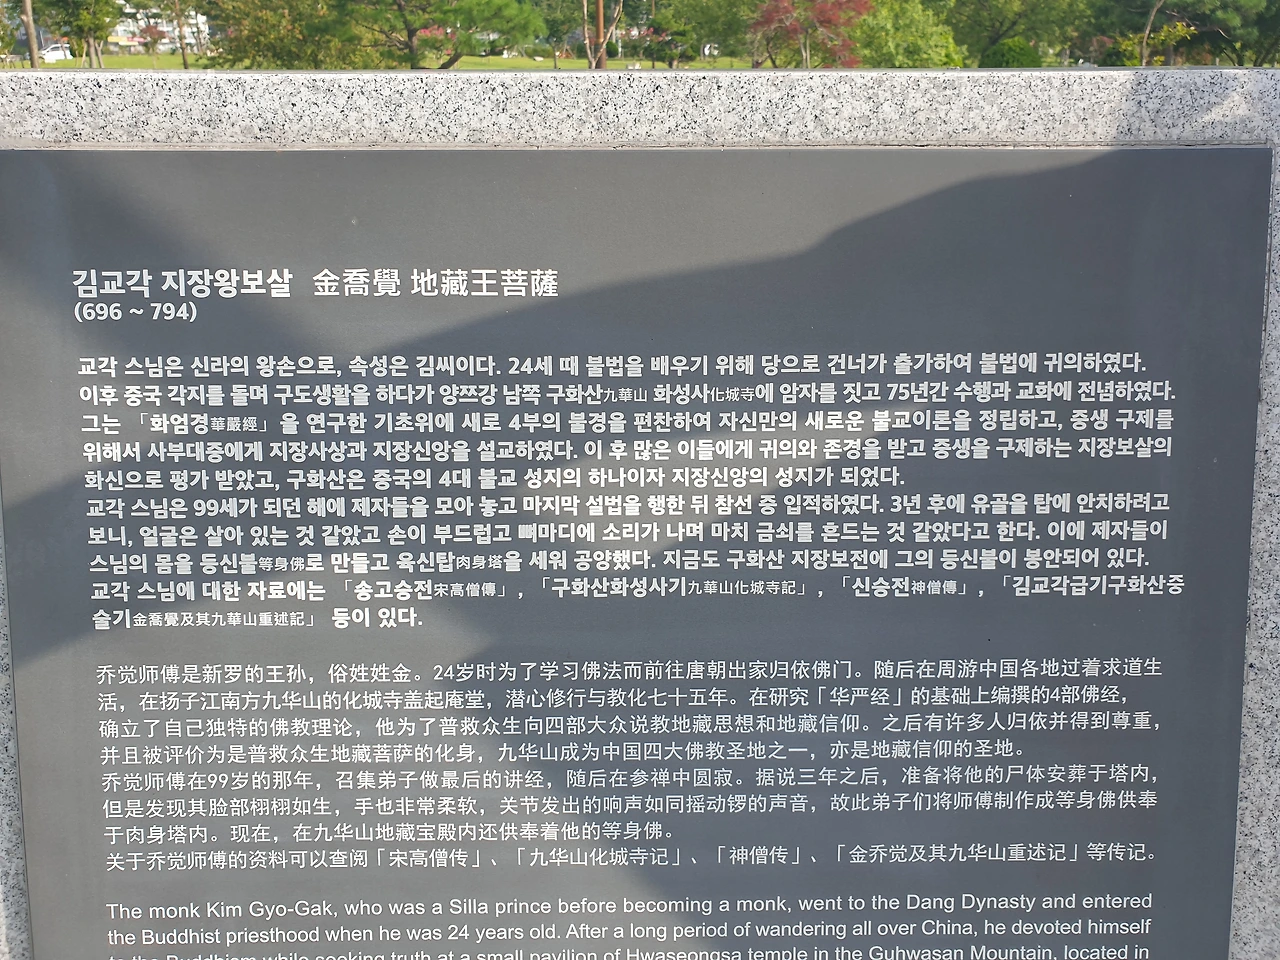 김교각 지장왕보살 金喬覺 地藏王菩薩
(696 ~ 794)
교각 스님은 신라의 왕손으로, 속성은 김씨이다. 24세 때 불법을 배우기 위해 당으로 건너가 출가하여 불법에 귀의하였다.
이후 중국 각지를 돌며 구도생활을 하다가 양쯔강 남쪽 구화산九華山 화성사化城寺에 암자를 짓고 75년간 수행과 교화에 전념하였다.
그는 「화엄경華嚴經」을 연구한 기초위에 새로 4부의 불경을 편찬하여 자신만의 새로운 불교이론을 정립하고, 중생 구제를
위해서 사부대중에게 지장사상과 지장신앙을 설교하였다. 이 후 많은 이들에게 귀의와 존경을 받고 중생을 구제하는 지장보살의
화신으로 평가 받았고, 구화산은 중국의 4대 불교 성지의 하나이자 지장신앙의 성지가 되었다.
교각 스님은 99세가 되던 해에 제자들을 모아 놓고 마지막 설법을 행한 뒤 참선 중 입적하였다. 3년 후에 유골을 탑에 안치하려고
보니, 얼굴은 살아 있는 것 같았고 손이 부드럽고 뼈마디에 소리가 나며 마치 금쇠를 흔드는 것 같았다고 한다. 이에 제자들이
스님의 몸을 등신불等身佛로 만들고 육신탑肉身塔을 세워 공양했다. 지금도 구화산 지장보전에 그의 등신불이 봉안되어 있다.
교각 스님에 대한 자료에는 「송고승전宋高僧傳」, 「구화산화성사기九華山化城寺記」, 「신승전神僧傳」, 「김교각급기구화산중
술기金喬覺及其九華山重述記」 등이 있다.
乔觉师傅是新罗的王孙，俗姓姓金。24岁时为了学习佛法而前往唐朝出家归依佛门。随后在周游中国各地过着求道生
活，在扬子江南方九华山的化城寺盖起庵堂，潜心修行与教化七十五年。在研究「华严经」的基础上编撰的4部佛经，
确立了自己独特的佛教理论，他为了普救众生向四部大众说教地藏思想和地藏信仰。之后有许多人归依并得到尊重，
并且被评价为是普救众生地藏菩萨的化身，九华山成为中国四大佛教圣地之一，亦是地藏信仰的圣地。
乔觉师傅在99岁的那年，召集弟子做最后的讲经，随后在参禅中圆寂。据说三年之后，准备将他的尸体安葬于塔内，
但是发现其脸部栩栩如生，手也非常柔软，关节发出的响声如同摇动锣的声音，故此弟子们将师傅制作成等身佛供奉
于肉身塔内。现在，在九华山地藏宝殿内还供奉着他的等身佛。
关于乔觉师傅的资料可以查阅「宋高僧传」、「九华山化城寺记」、「神僧传」、「金乔觉及其九华山重述记」等传记。
The monk Kim Gyo-Gak, who was a Silla prince before becoming a monk, went to the Dang Dynasty and entered
the Buddhist priesthood when he was 24 years old. After a long period of wandering all over China, he devoted himself
to the Buddhism while seeking truth at a small pavilion of Hwaseongsa temple in the Guhwasan Mountain, located in